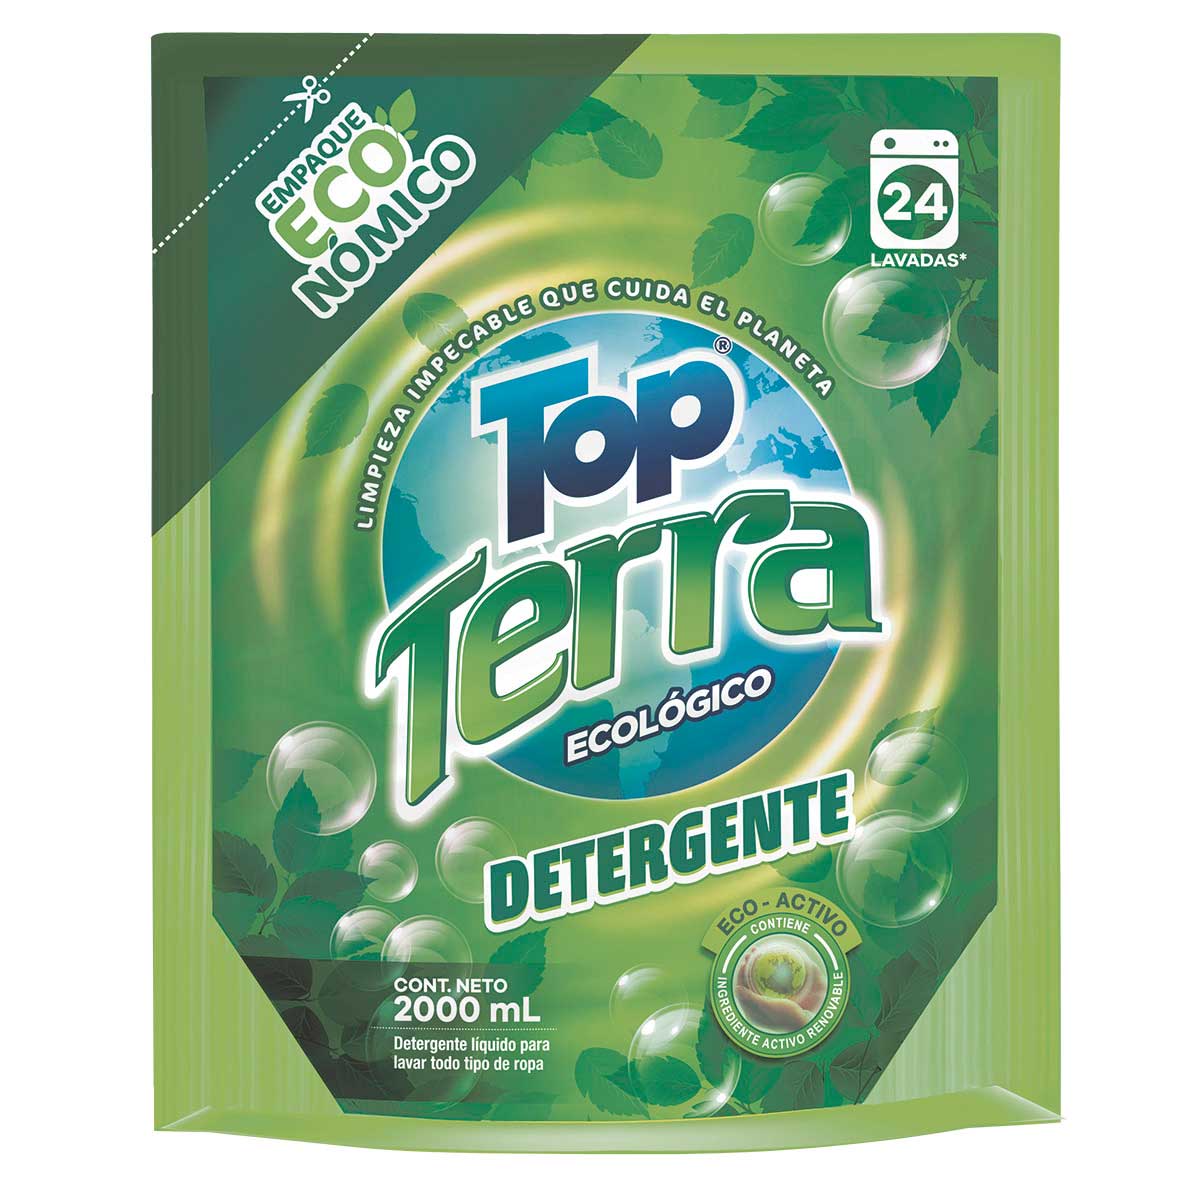 EMPAQUE
ECO
NÓMICO
24
LAVADAS*
LIMPIEZA IMPECABLE QUE CUIDA EL PLANETA
Top®
Terra
ECOLÓGICO
DETERGENTE
ECO - ACTIVO
CONTIENE
INGREDIENTE ACTIVO RENOVABLE
CONT. NETO
2000 mL
Detergente líquido para
lavar todo tipo de ropa